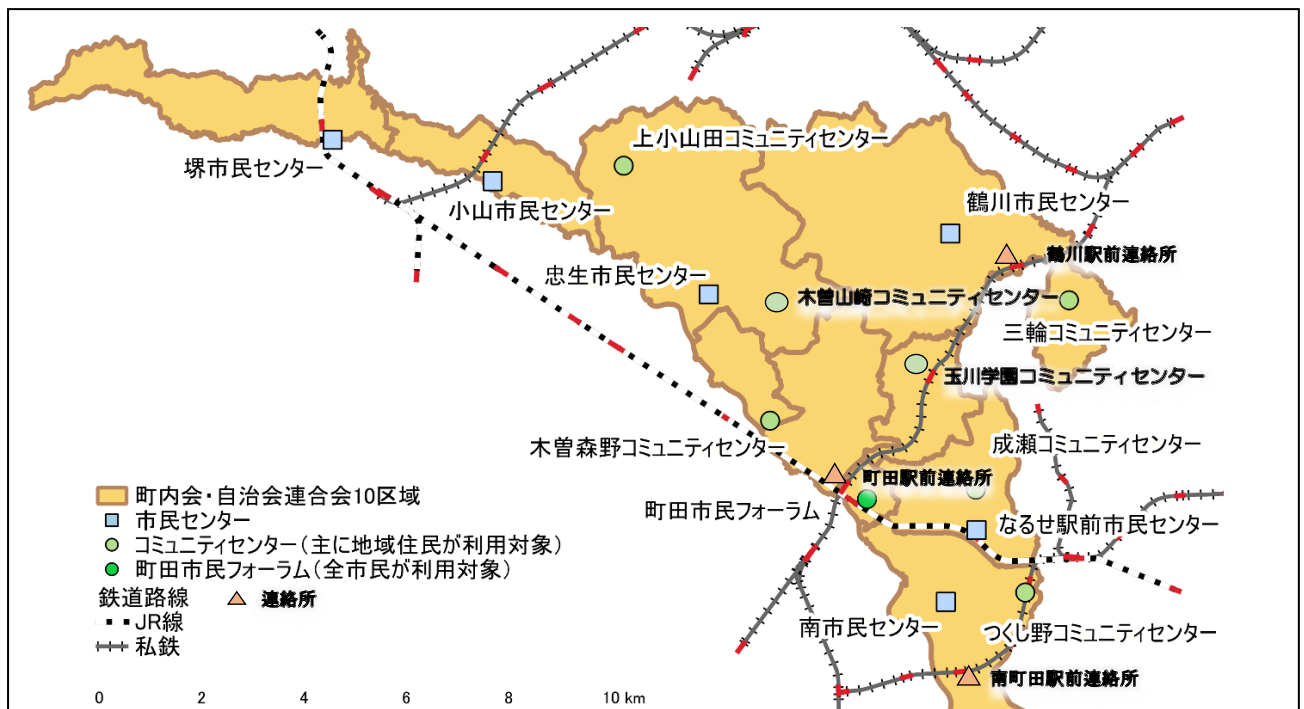 上小山田コミュニティセンター
堺市民センター
小山市民センター
鶴川市民センター
鶴川駅前連絡所
忠生市民センター
木曽山崎コミュニティセンター
三輪コミュニティセンター
玉川学園コミュニティセンター
木曽森野コミュニティセンター
成瀬コミュニティセンター
町田駅前連絡所
町田市民フォーラム
なるせ駅前市民センター
南市民センター
つくし野コミュニティセンター
南町田駅前連絡所
町内会・自治会連合会10区域
市民センター
コミュニティセンター(主に地域住民が利用対象)
町田市民フォーラム(全市民が利用対象)
鉄道路線 連絡所
JR線
私鉄
0 2 4 6 8 10 km